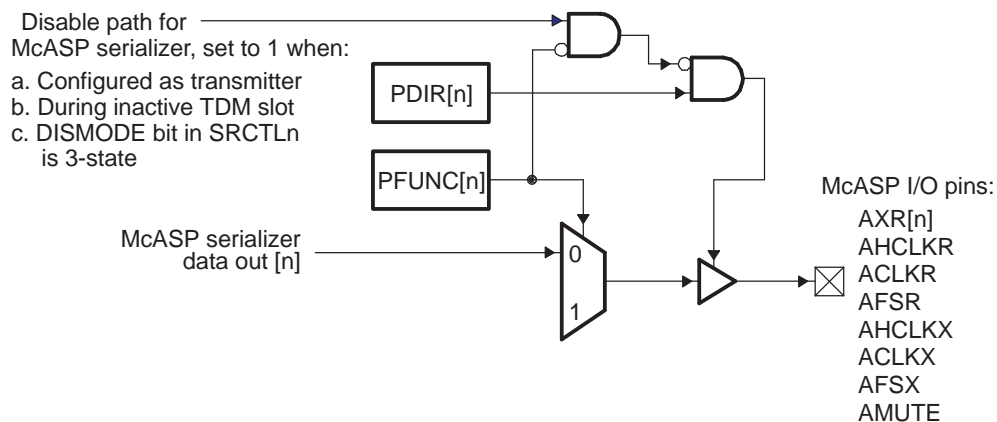 Disable path for
McASP serializer, set to 1 when:
a. Configured as transmitter
b. During inactive TDM slot
c. DISMODE bit in SRCTLn
is 3-state
PDIR[n]
PFUNC[n]
McASP serializer
data out [n]
0
1
McASP I/O pins:
AXR[n]
AHCLKR
ACLKR
AFSR
AHCLKX
ACLKX
AFSX
AMUTE